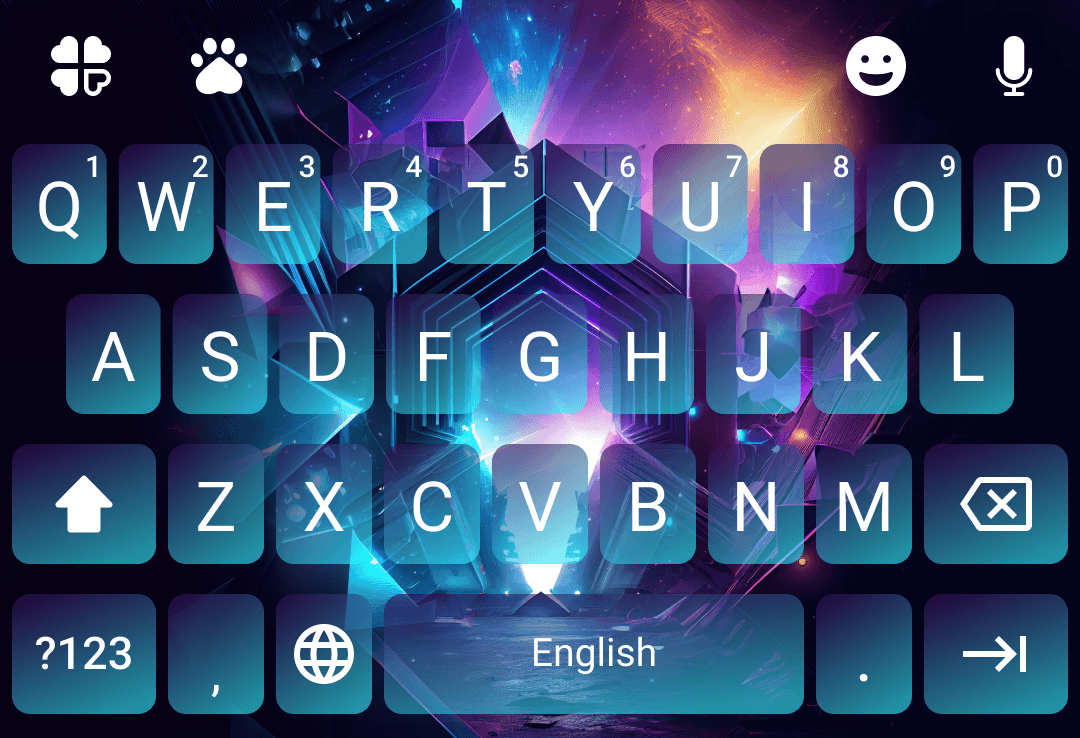 1 2 3 4 5 6 7 8 9 0
Q W E R T Y U I O P
A S D F G H J K L
Z X C V B N M
?123 , English .